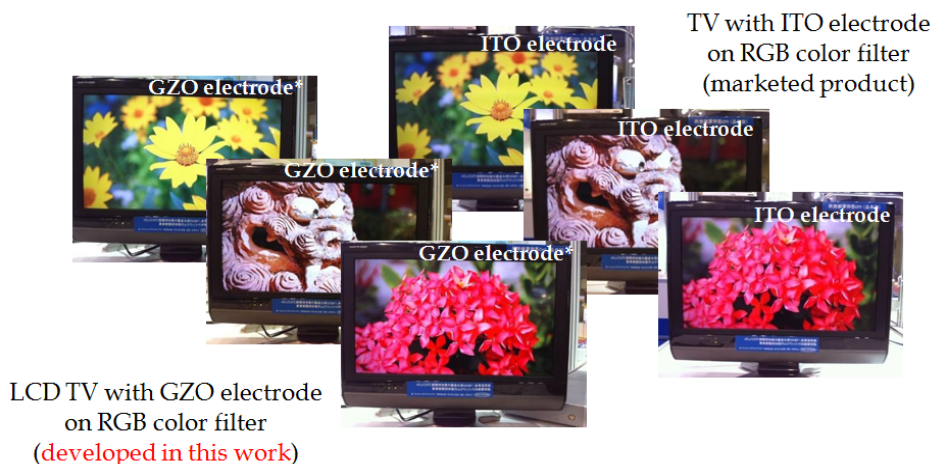 TV with ITO electrode
on RGB color filter
(marketed product)
ITO electrode
GZO electrode*
ITO electrode
GZO electrode*
ITO electrode
GZO electrode*
LCD TV with GZO electrode
on RGB color filter
(developed in this work)